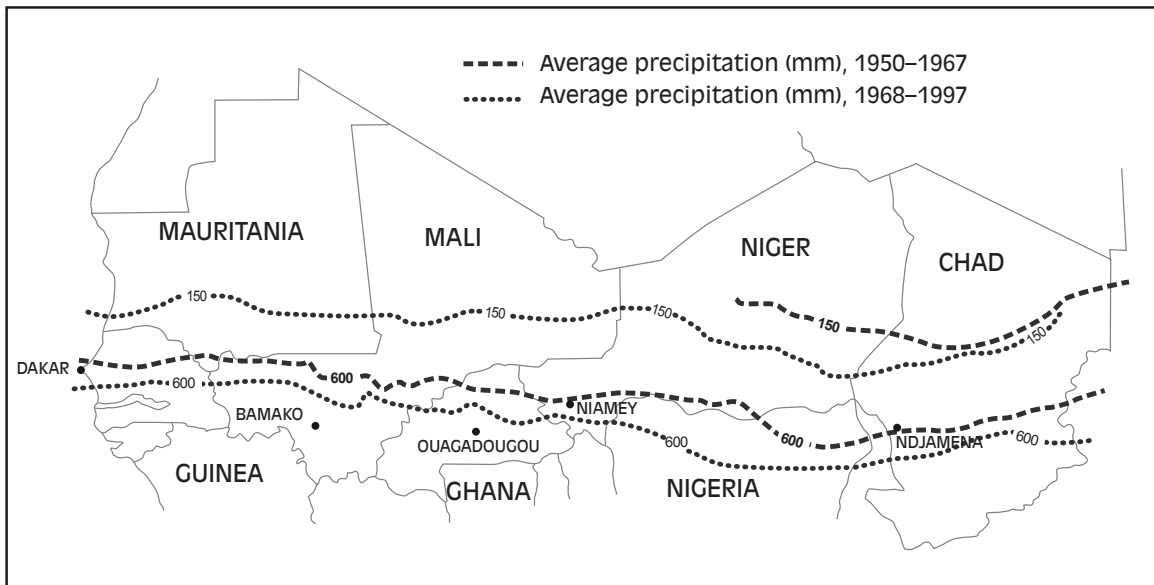 Average precipitation (mm), 1950–1967
Average precipitation (mm), 1968–1997
MAURITANIA
MALI
NIGER
CHAD
150
150
150
150
150
DAKAR
600
600
BAMAKO
NIAMEY
OUAGADOUGOU
600
600
NDJAMENA
600
GUINEA
GHANA
NIGERIA